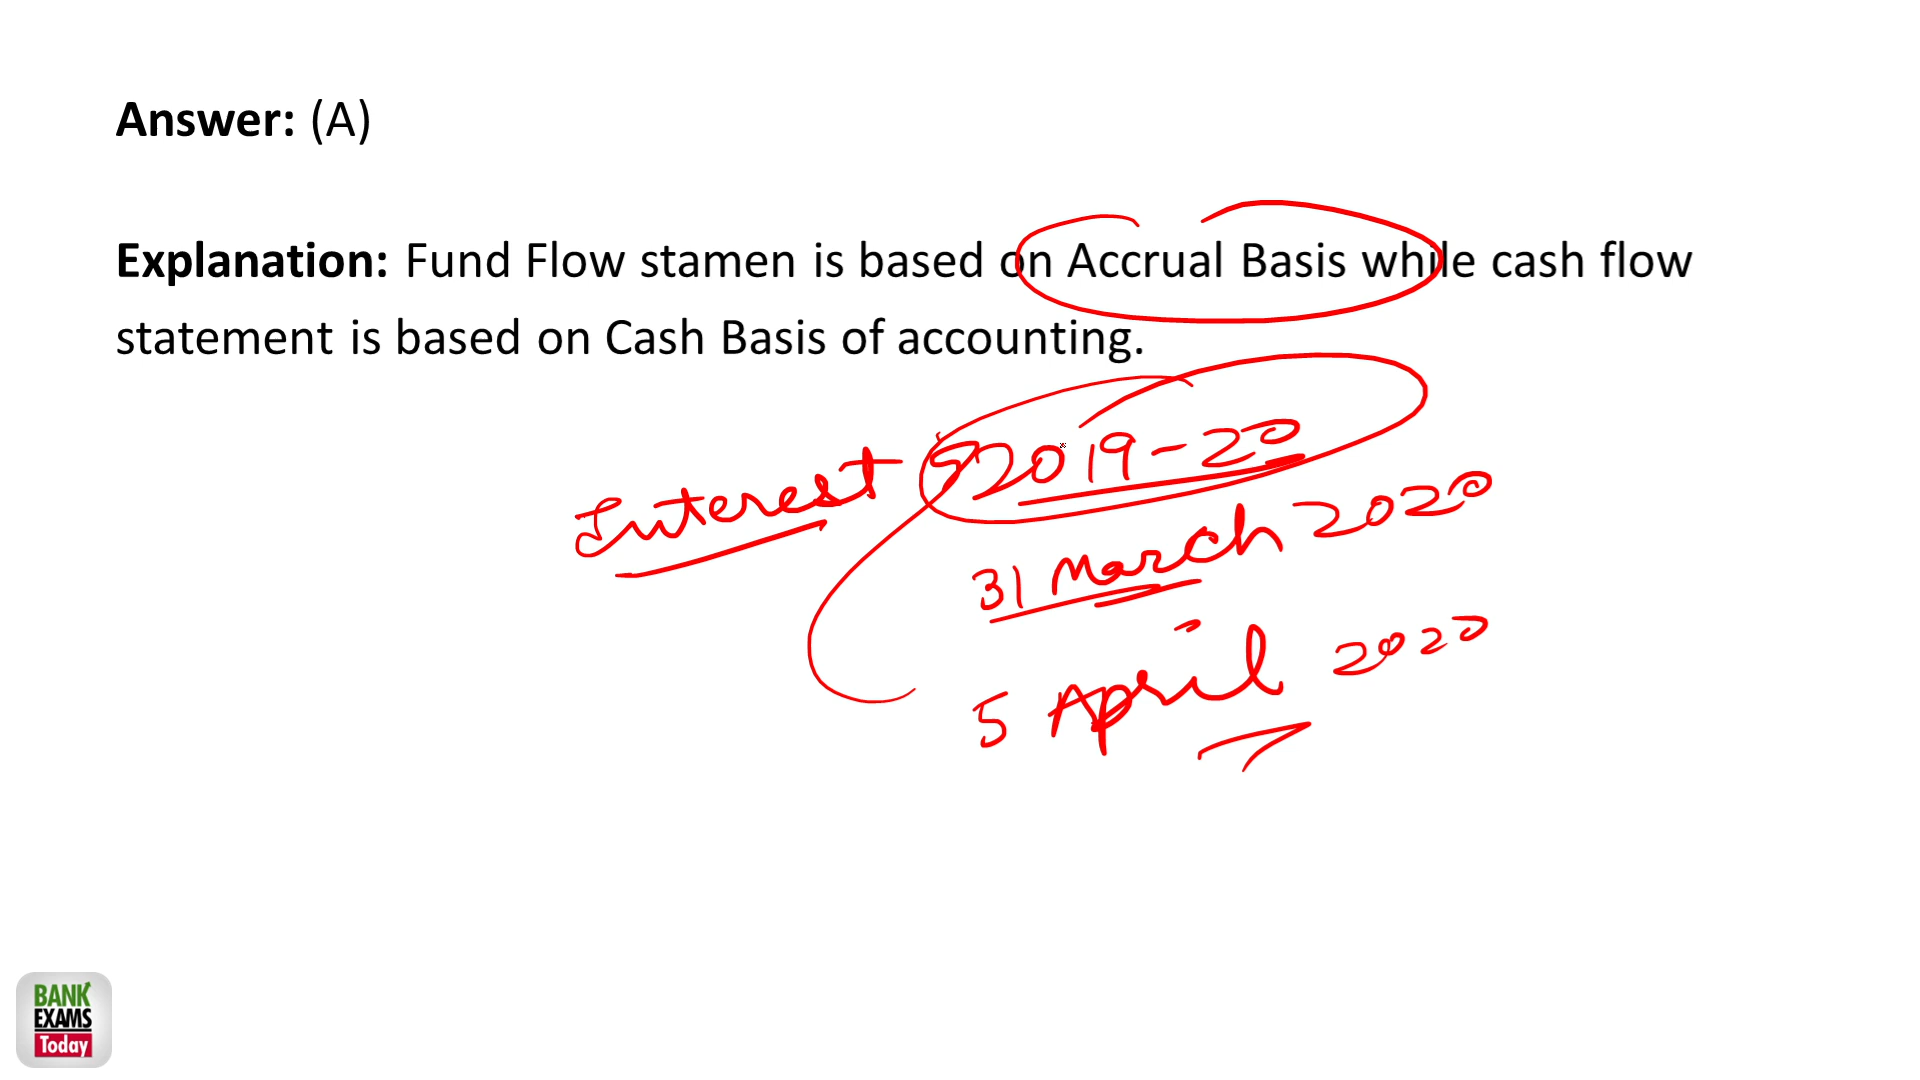 Answer: (A)
Explanation: Fund Flow stamen is based on Accrual Basis while cash flow
statement is based on Cash Basis of accounting.
Interest 2019-20
31 March 2020
5 April 2020
BANK
EXAMS
Today